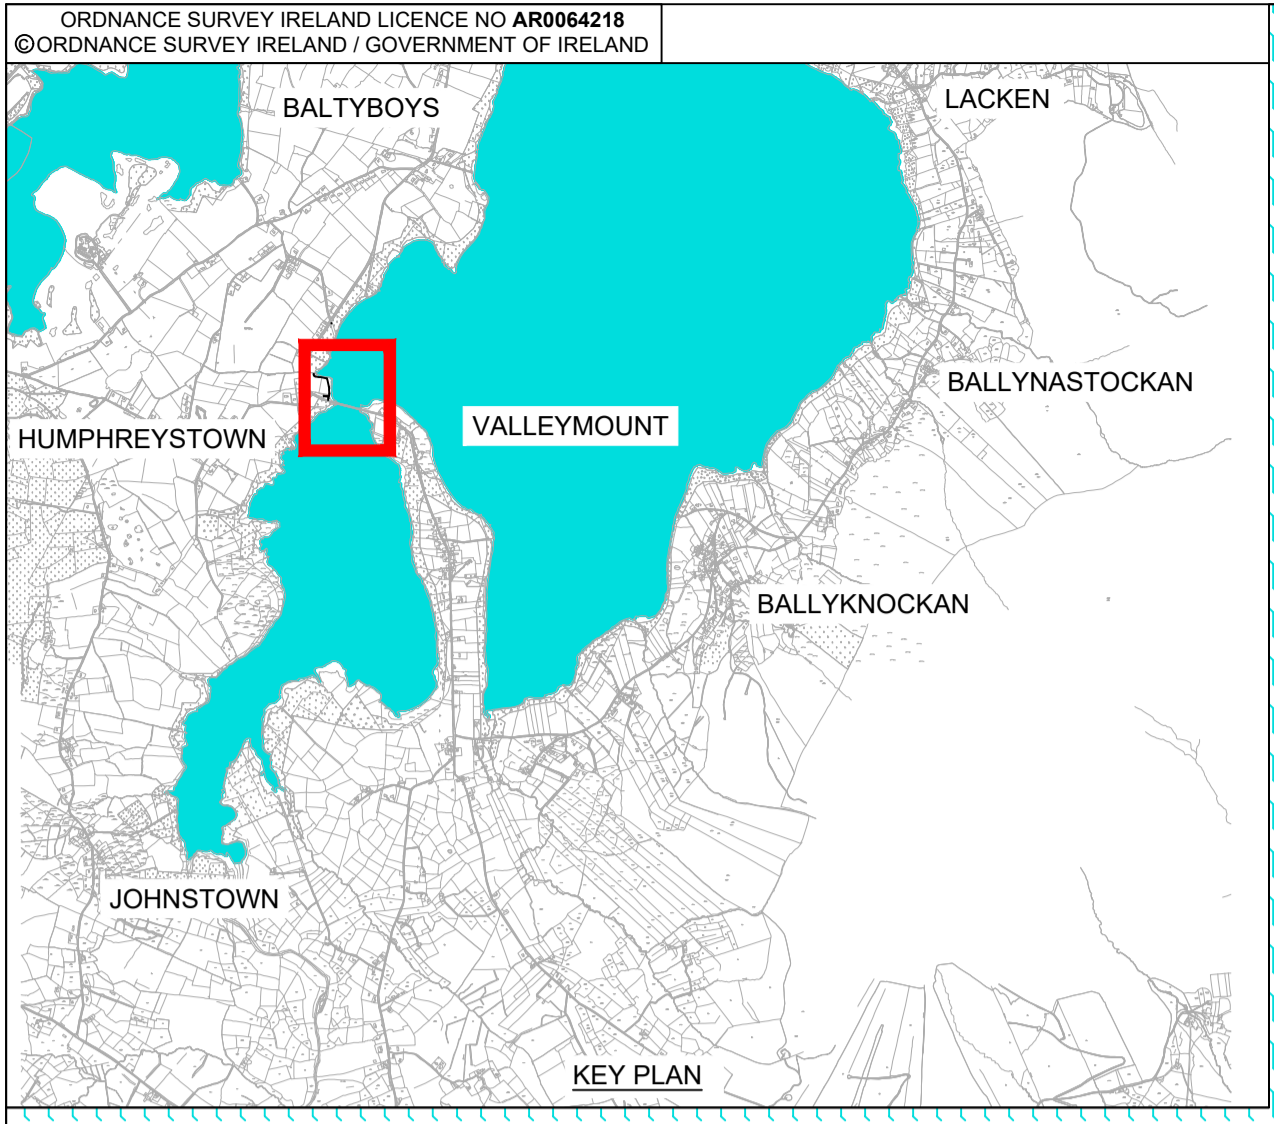 ORDNANCE SURVEY IRELAND LICENCE NO AR0064218
©ORDNANCE SURVEY IRELAND / GOVERNMENT OF IRELAND
BALTYBOYS
LACKEN
BALLYNASTOCKAN
VALLEYMOUNT
HUMPHREYSTOWN
BALLYKNOCKAN
JOHNSTOWN
KEY PLAN